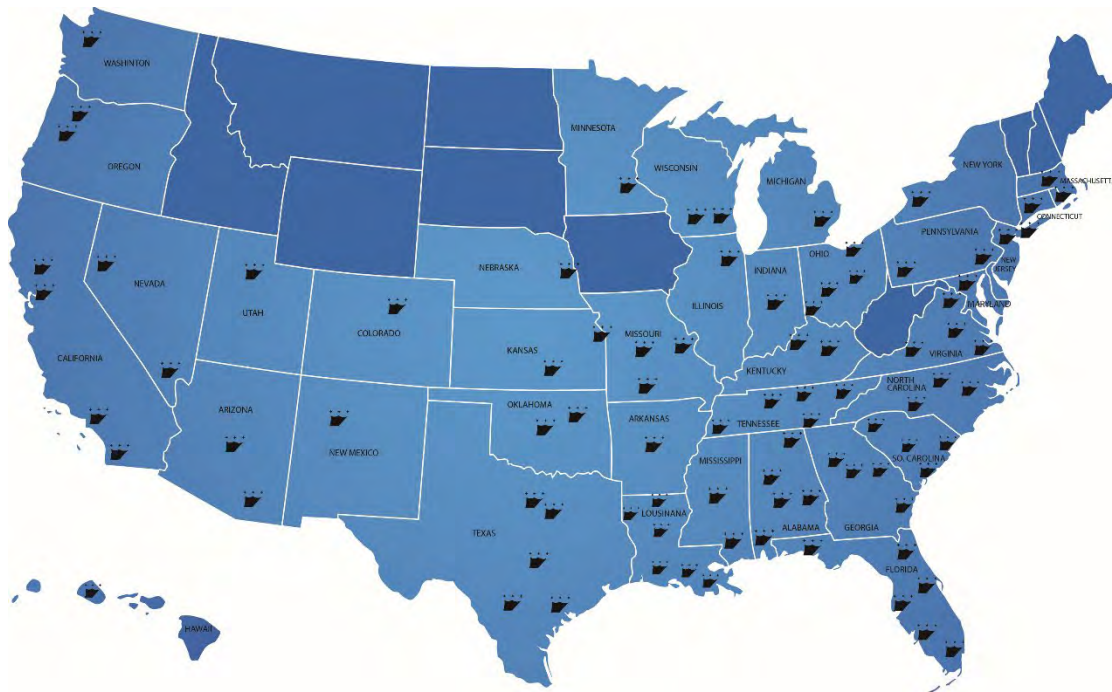 WASHINTON
MINNESOTA
OREGON
WISCONSIN
MICHIGAN
NEW YORK
MASSACHUSETT
CONNECTICUT
PENNSYLVANIA
NEBRASKA
OHIO
INDIANA
NEW
JERSEY
NEVADA
UTAH
COLORADO
ILLINOIS
MARYLAND
MISSOURI
KANSAS
VIRGINIA
CALIFORNIA
KENTUCKY
NORTH
CAROLINA
ARIZONA
OKLAHOMA
ARKANSAS
TENNESSEE
NEW MEXICO
MISSISSIPPI
SO. CAROLINA
LOUSINANA
TEXAS
ALABAMA
GEORGIA
FLORIDA
HAWAII